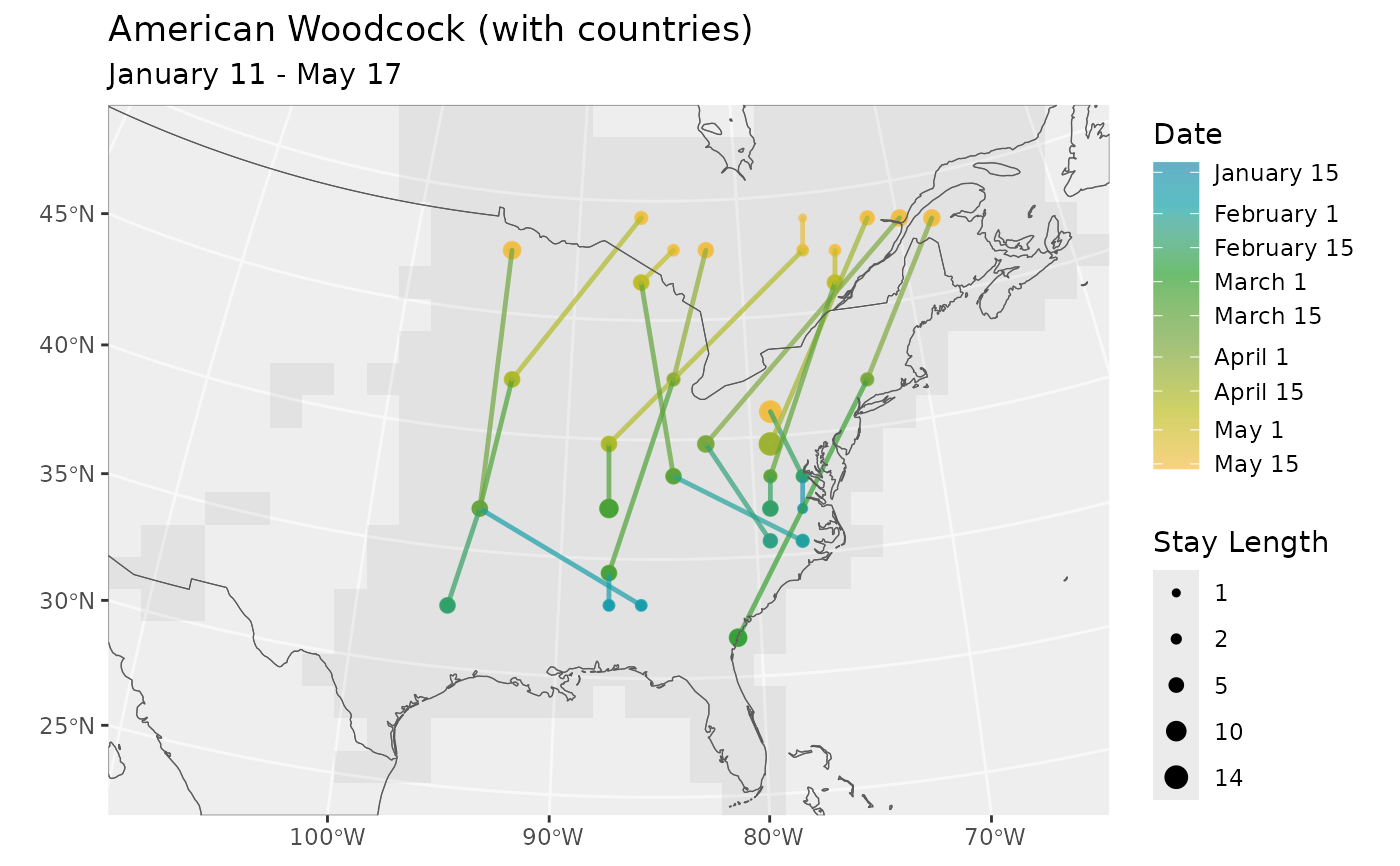 American Woodcock (with countries)
January 11 - May 17
45°N
40°N
35°N
30°N
25°N
100°W
90°W
80°W
70°W
Date
January 15
February 1
February 15
March 1
March 15
April 1
April 15
May 1
May 15
Stay Length
1
2
5
10
14